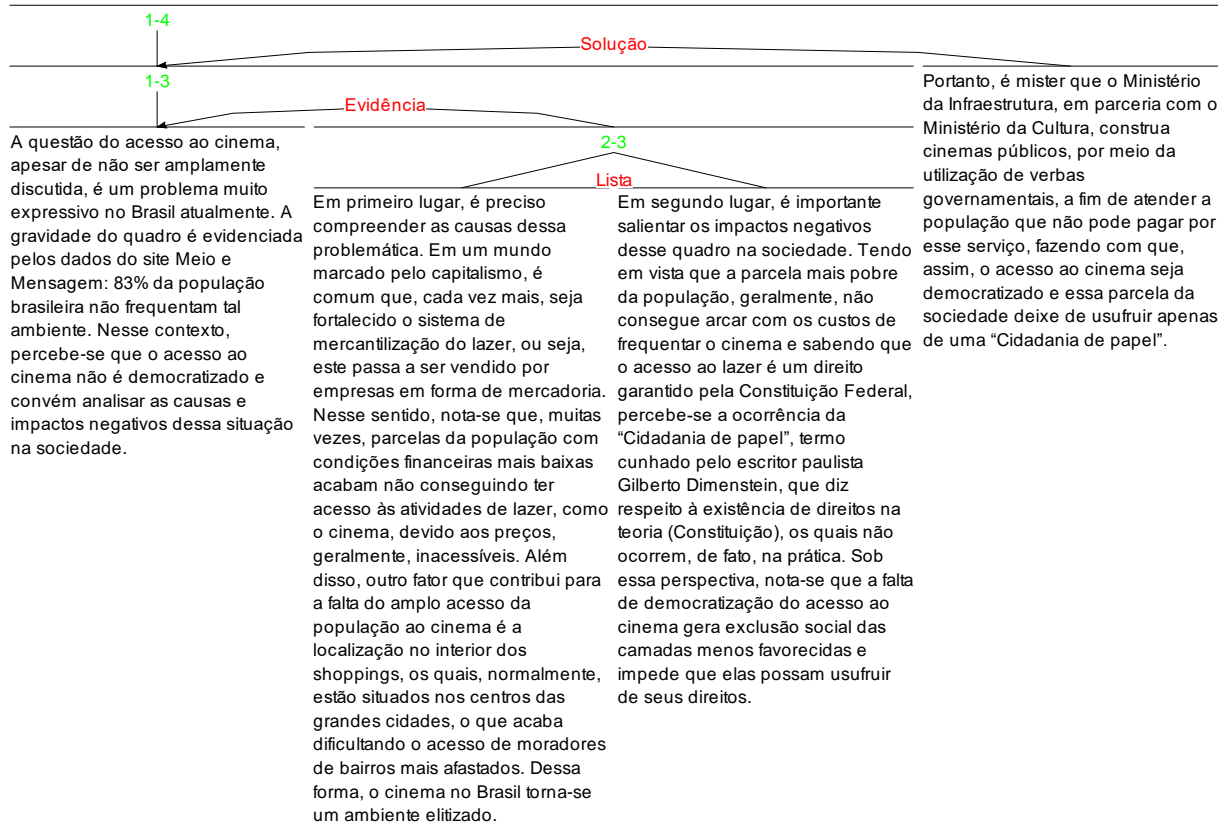 1-4
Solução
1-3
Evidência
A questão do acesso ao cinema,
apesar de não ser amplamente
discutida, é um problema muito
expressivo no Brasil atualmente. A
gravidade do quadro é evidenciada
pelos dados do site Meio e
Mensagem: 83% da população
brasileira não frequentam tal
ambiente. Nesse contexto,
percebe-se que o acesso ao
cinema não é democratizado e
convém analisar as causas e
impactos negativos dessa situação
na sociedade.
2-3
Lista
Em primeiro lugar, é preciso
compreender as causas dessa
problemática. Em um mundo
marcado pelo capitalismo, é
comum que, cada vez mais, seja
fortalecido o sistema de
mercantilização do lazer, ou seja,
este passa a ser vendido por
empresas em forma de mercadoria.
Nesse sentido, nota-se que, muitas
vezes, parcelas da população com
condições financeiras mais baixas
acabam não conseguindo ter
acesso às atividades de lazer, como
o cinema, devido aos preços,
geralmente, inacessíveis. Além
disso, outro fator que contribui para
a falta do amplo acesso da
população ao cinema é a
localização no interior dos
shoppings, os quais, normalmente,
estão situados nos centros das
grandes cidades, o que acaba
dificultando o acesso de moradores
de bairros mais afastados. Dessa
forma, o cinema no Brasil torna-se
um ambiente elitizado.
Em segundo lugar, é importante
salientar os impactos negativos
desse quadro na sociedade. Tendo
em vista que a parcela mais pobre
da população, geralmente, não
consegue arcar com os custos de
frequentar o cinema e sabendo que
o acesso ao lazer é um direito
garantido pela Constituição Federal,
percebe-se a ocorrência da
“Cidadania de papel”, termo
cunhado pelo escritor paulista
Gilberto Dimenstein, que diz
respeito à existência de direitos na
teoria (Constituição), os quais não
ocorrem, de fato, na prática. Sob
essa perspectiva, nota-se que a falta
de democratização do acesso ao
cinema gera exclusão social das
camadas menos favorecidas e
impede que elas possam usufruir
de seus direitos.
Portanto, é mister que o Ministério
da Infraestrutura, em parceria com o
Ministério da Cultura, construa
cinemas públicos, por meio da
utilização de verbas
governamentais, a fim de atender a
população que não pode pagar por
esse serviço, fazendo com que,
assim, o acesso ao cinema seja
democratizado e essa parcela da
sociedade deixe de usufruir apenas
de uma “Cidadania de papel”.